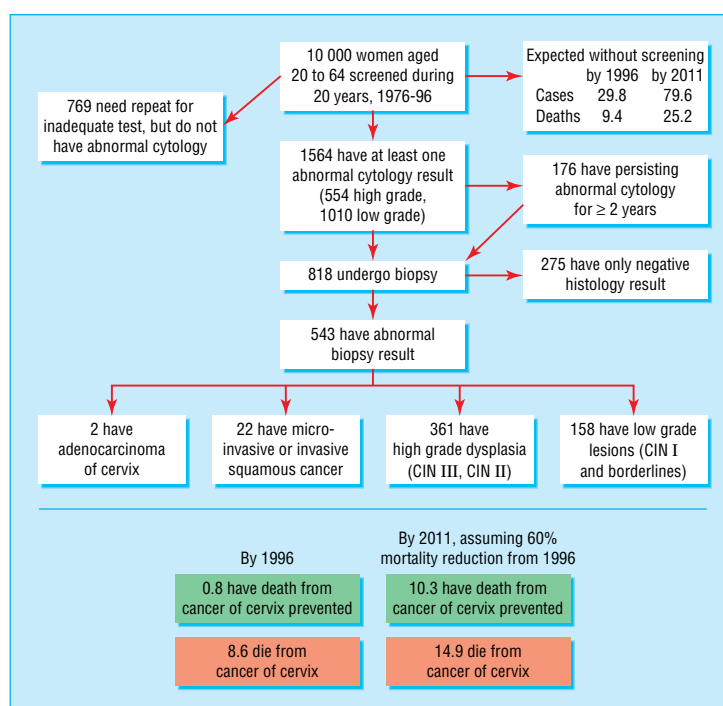 10 000 women aged
20 to 64 screened during
20 years, 1976-96
Expected without screening
by 1996 by 2011
Cases 29.8 79.6
Deaths 9.4 25.2
769 need repeat for
inadequate test, but do not
have abnormal cytology
1564 have at least one
abnormal cytology result
(554 high grade,
1010 low grade)
176 have persisting
abnormal cytology
for ≥ 2 years
818 undergo biopsy
275 have only negative
histology result
543 have abnormal
biopsy result
2 have
adenocarcinoma
of cervix
22 have micro-
invasive or invasive
squamous cancer
361 have
high grade dysplasia
(CIN III, CIN II)
158 have low grade
lesions (CIN I
and borderlines)
By 1996
0.8 have death from
cancer of cervix prevented
8.6 die from
cancer of cervix
By 2011, assuming 60%
mortality reduction from 1996
10.3 have death from
cancer of cervix prevented
14.9 die from
cancer of cervix